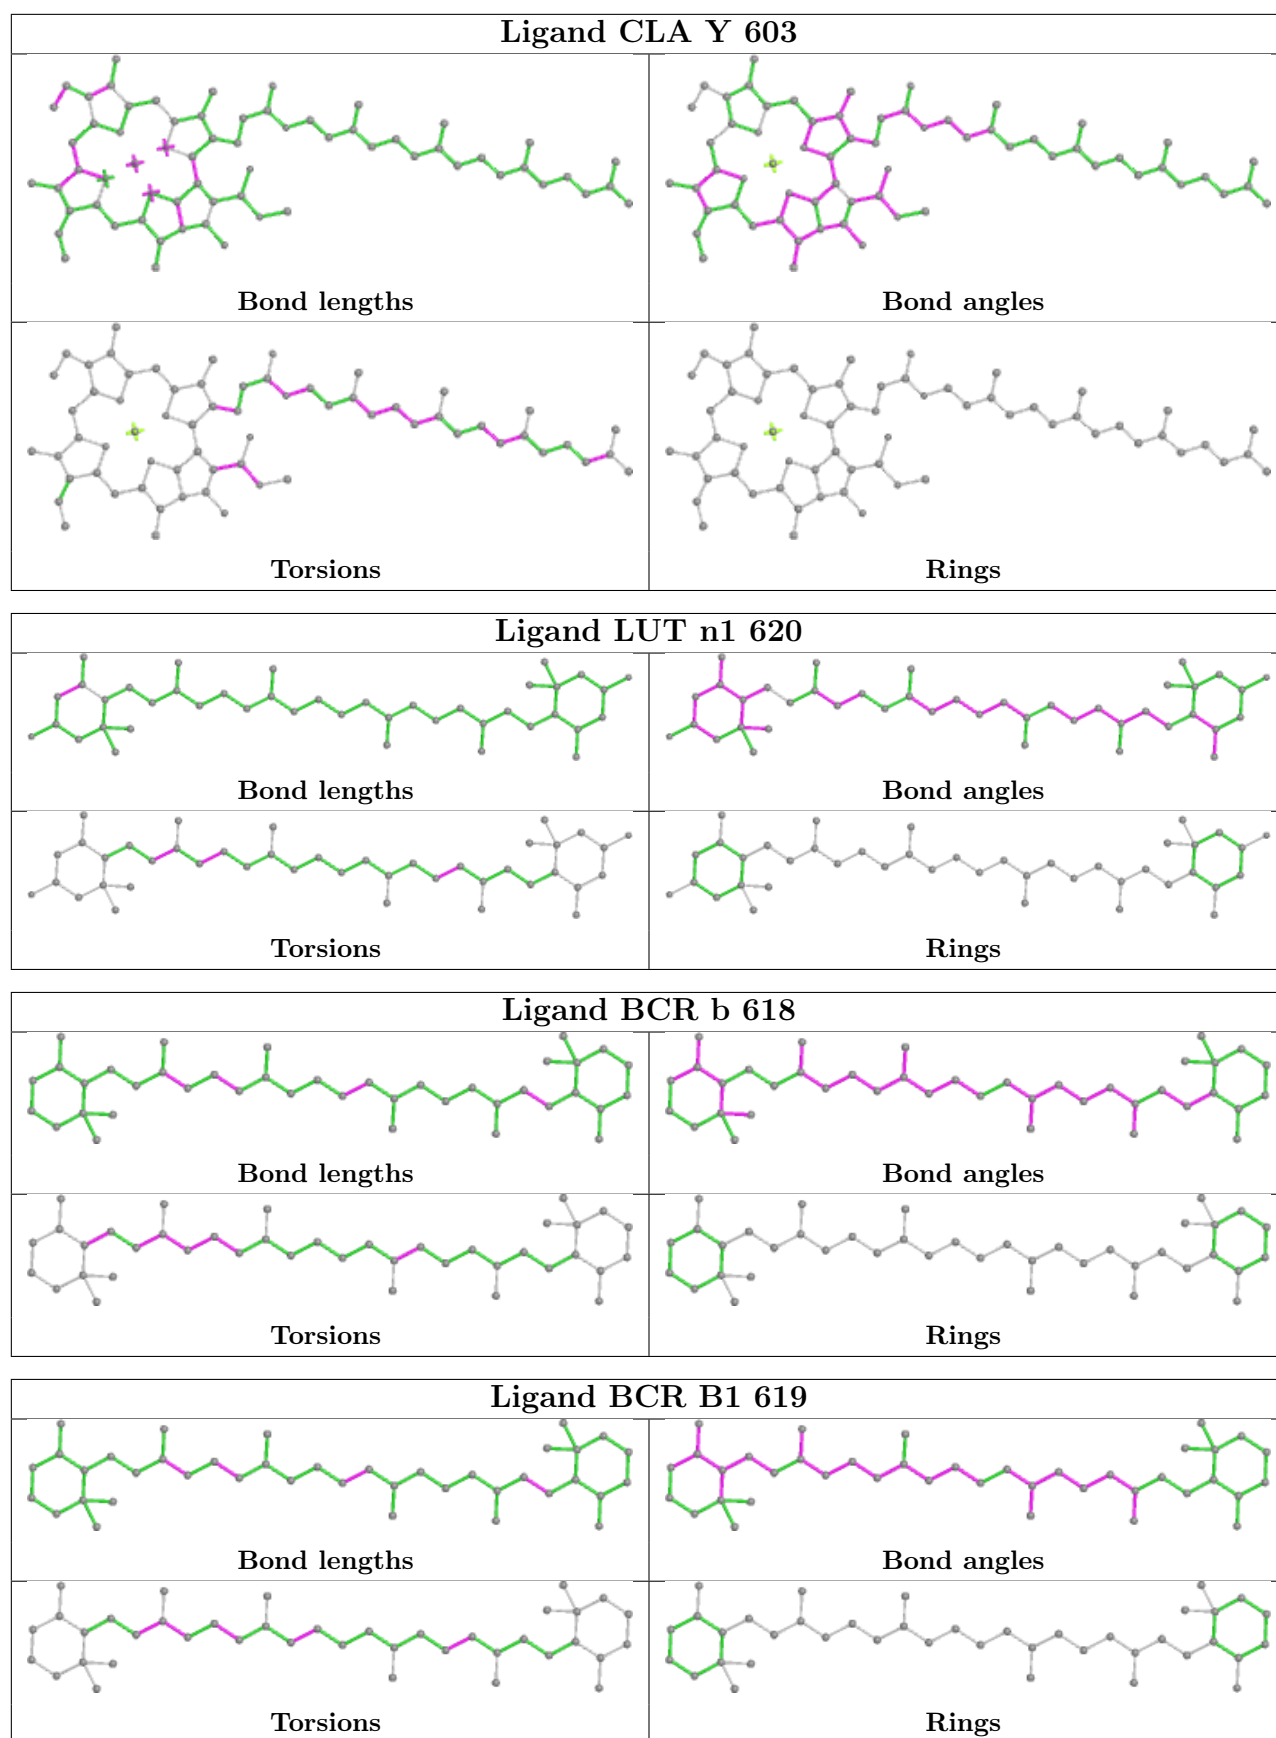 Ligand CLA Y 603
Bond lengths
Bond angles
Torsions
Rings
Ligand LUT n1 620
Bond lengths
Bond angles
Torsions
Rings
Ligand BCR b 618
Bond lengths
Bond angles
Torsions
Rings
Ligand BCR B1 619
Bond lengths
Bond angles
Torsions
Rings